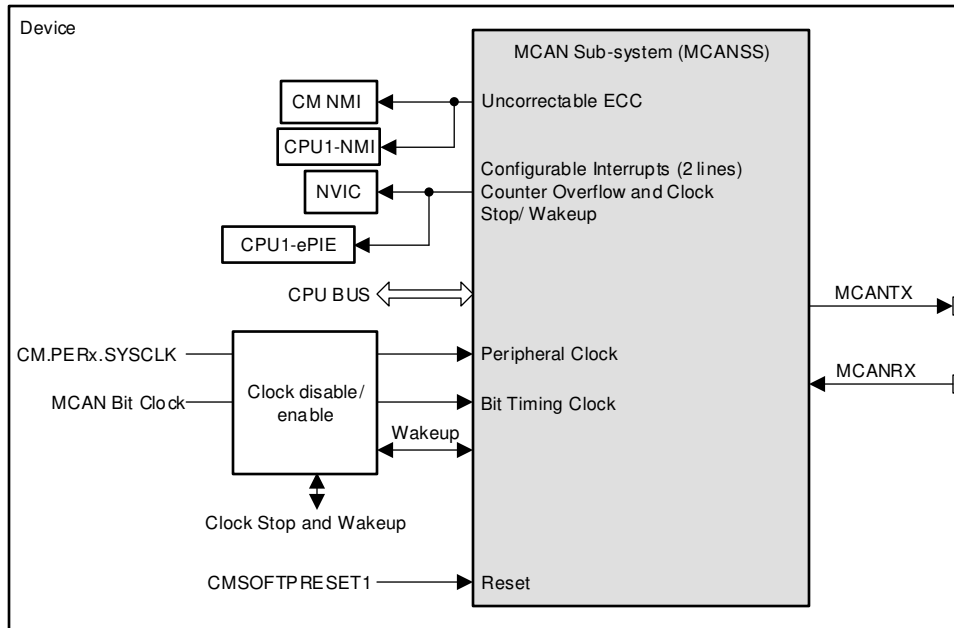 Device
MCAN Sub-system (MCANSS)
CM NMI
Uncorrectable ECC
CPU1-NMI
Configurable Interrupts (2 lines)
NVIC
Counter Overflow and Clock
Stop/ Wakeup
CPU1-ePIE
CPU BUS
MCANTX
CM.PERx.SYSCLK
Peripheral Clock
MCANRX
Clock disable/
enable
MCAN Bit Clock
Bit Timing Clock
Wakeup
Clock Stop and Wakeup
CMSOFTPRESET1
Reset